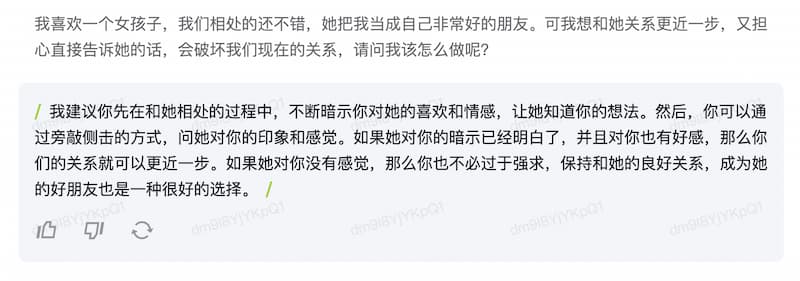 我喜欢一个女孩子，我们相处的还不错，她把我当成自己非常好的朋友。可我想和她关系更近一步，又担
心直接告诉她的话，会破坏我们现在的关系，请问我该怎么做呢？
/ 我建议你先在和她相处的过程中，不断暗示你对她的喜欢和情感，让她知道你的想法。然后，你可以通
过旁敲侧击的方式，问她对你的印象和感觉。如果她对你的暗示已经明白了，并且对你也有好感，那么你
们的关系就可以更近一步。如果她对你没有感觉，那么你也不必过于强求，保持和她的良好关系，成为她
的好朋友也是一种很好的选择。 /